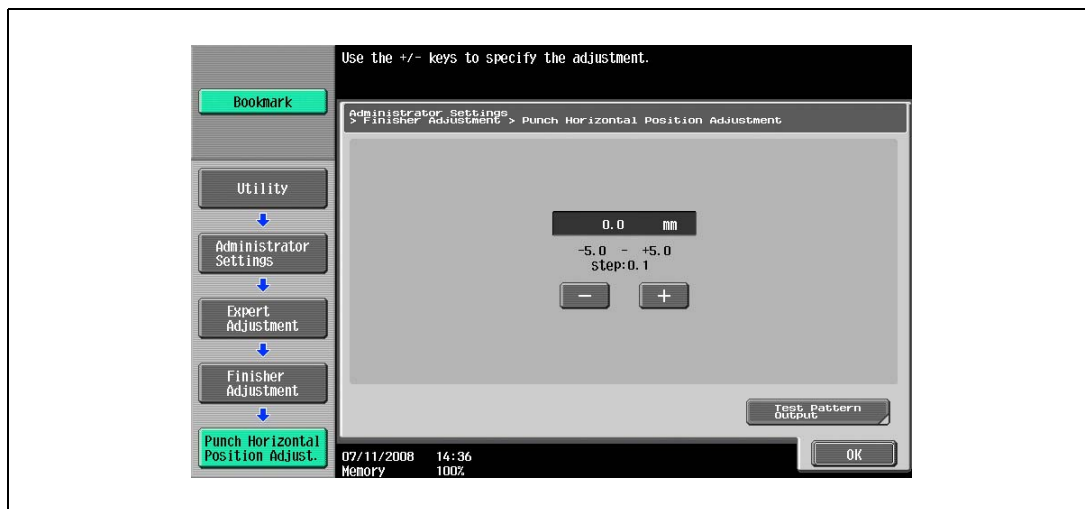 Use the +/- keys to specify the adjustment.
Bookmark
Administrator Settings
> Finisher Adjustment > Punch Horizontal Position Adjustment
Utility
Administrator
Settings
Expert
Adjustment
Finisher
Adjustment
Punch Horizontal
Position Adjust.
0.0 mm
-5.0 - +5.0
step:0.1
− +
Test Pattern
Output
07/11/2008 14:36
Memory 100%
OK